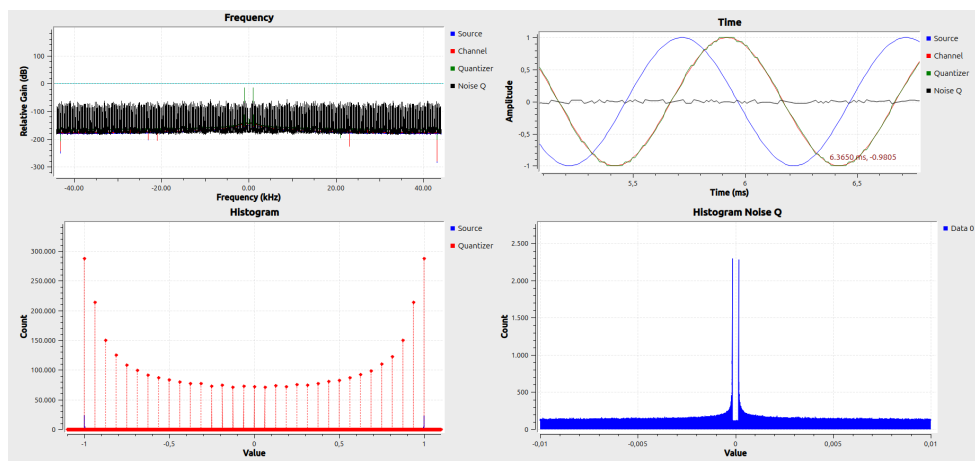 Frequency
Relative Gain (dB)
100
0
-100
-200
-300
-40.00
-20.00
0.00
20.00
40.00
Frequency (kHz)
Source
Channel
Quantizer
Noise Q
Time
Amplitude
1
0,5
0
-0,5
-1
6.3650 ms, -0.9805
5,5
6
6,5
Time (ms)
Source
Channel
Quantizer
Noise Q
Histogram
Count
300.000
250.000
200.000
150.000
100.000
50.000
0
-1
-0,5
0
0,5
1
Value
Source
Quantizer
Histogram Noise Q
Count
2.500
2.000
1.500
1.000
500
0
-0,01
-0,005
0
0,005
0,01
Value
Data 0